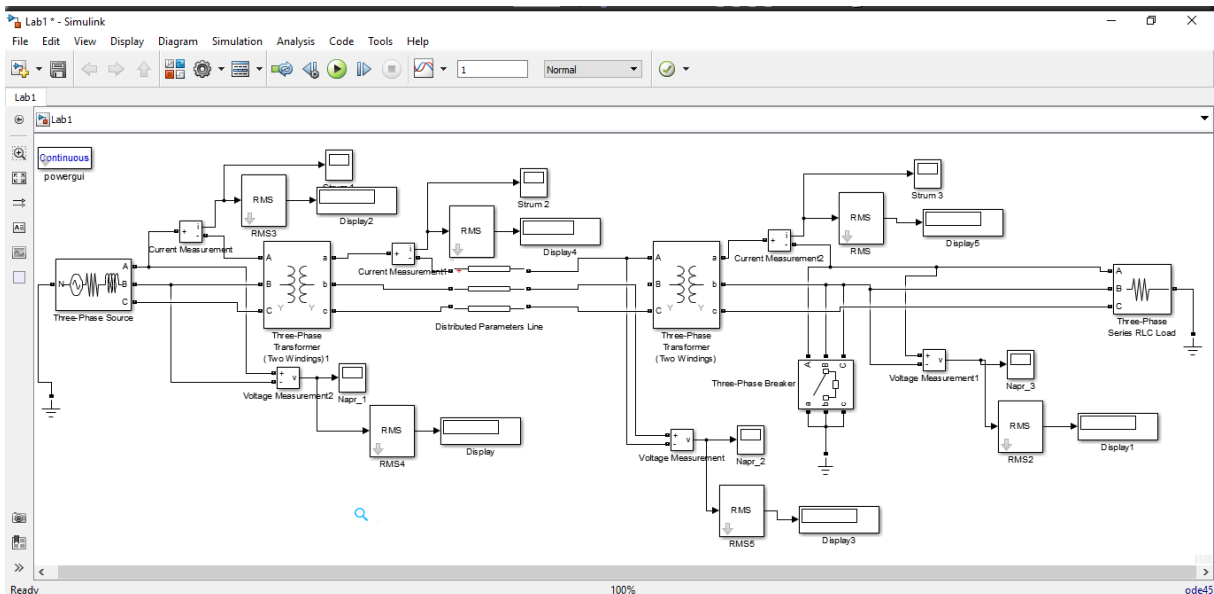 Lab1 * - Simulink
File Edit View Display Diagram Simulation Analysis Code Tools Help
1
Normal
Lab1
Lab1
Continuous
powergui
RMS
RMS3
Display2
Strum 2
RMS
Display4
Strum 3
RMS
RMS
Display5
Current Measurement
Current Measurement1
Current Measurement2
N
A
B
C
Three-Phase Source
A
B
C
a
b
c
Y
Y
Three-Phase
Transformer
(Two Windings)1
Distributed Parameters Line
A
B
C
a
b
c
Y
Y
Three-Phase
Transformer
(Two Windings)
A
B
C
Three-Phase
Series RLC Load
+
-
v
Voltage Measurement2
Napr_1
RMS
RMS4
Display
A
B
C
a
b
c
Three-Phase Breaker
+
-
v
Voltage Measurement1
Napr_3
RMS
RMS2
Display1
+
-
v
Voltage Measurement
Napr_2
RMS
RMS5
Display3
Ready
100%
ode45